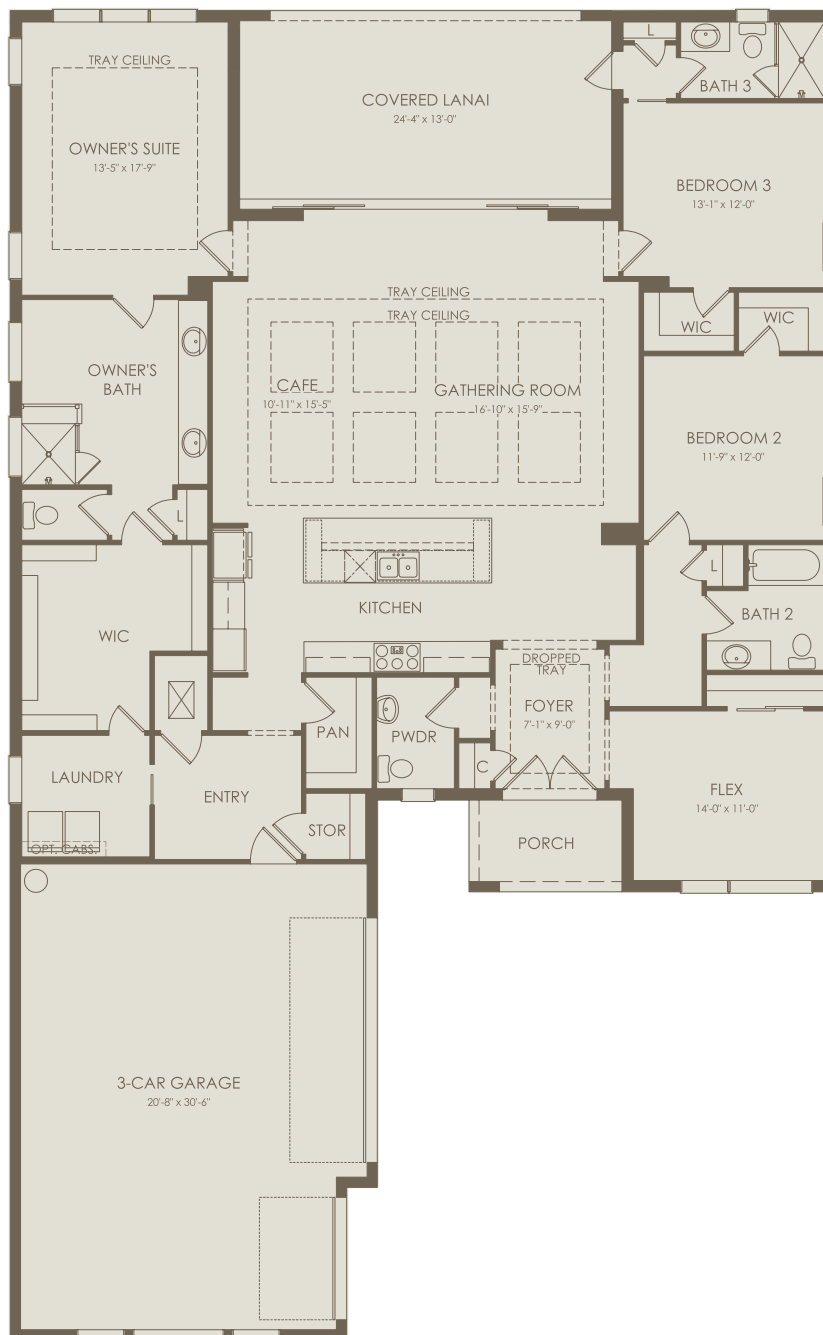 TRAY CEILING
OWNER'S SUITE
13'-5" x 17'-9"
COVERED LANAI
24'-4" x 13'-0"
L
BATH 3
BEDROOM 3
13'-1" x 12'-0"
WIC
WIC
TRAY CEILING
TRAY CEILING
OWNER'S
BATH
CAFE
10'-11" x 15'-5"
GATHERING ROOM
16'-10" x 15'-9"
BEDROOM 2
11'-9" x 12'-0"
L
L
BATH 2
KITCHEN
WIC
DROPPED
TRAY
FOYER
7'-1" x 9'-0"
PAN
PWDR
C
LAUNDRY
ENTRY
OPT. CABS.
STOR
PORCH
FLEX
14'-0" x 11'-0"
3-CAR GARAGE
20'-8" x 30'-6"